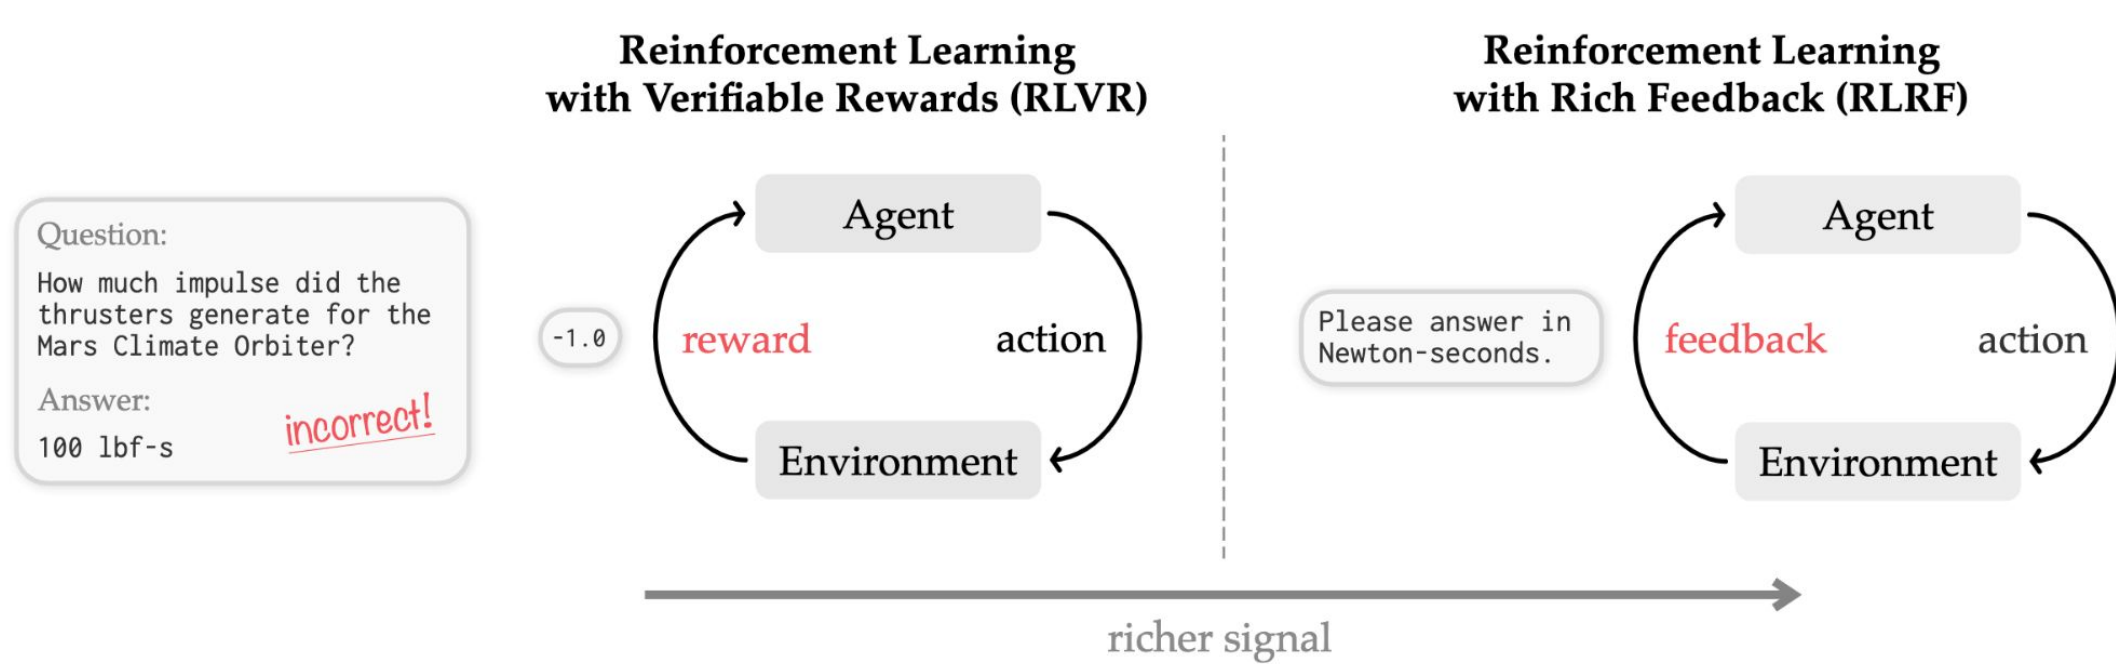 Reinforcement Learning
with Verifiable Rewards (RLVR)
Reinforcement Learning
with Rich Feedback (RLRF)
Question:
How much impulse did the
thrusters generate for the
Mars Climate Orbiter?
Answer:
100 lbf-s
incorrect!
-1.0
Agent
reward
action
Environment
Please answer in
Newton-seconds.
Agent
feedback
action
Environment
richer signal